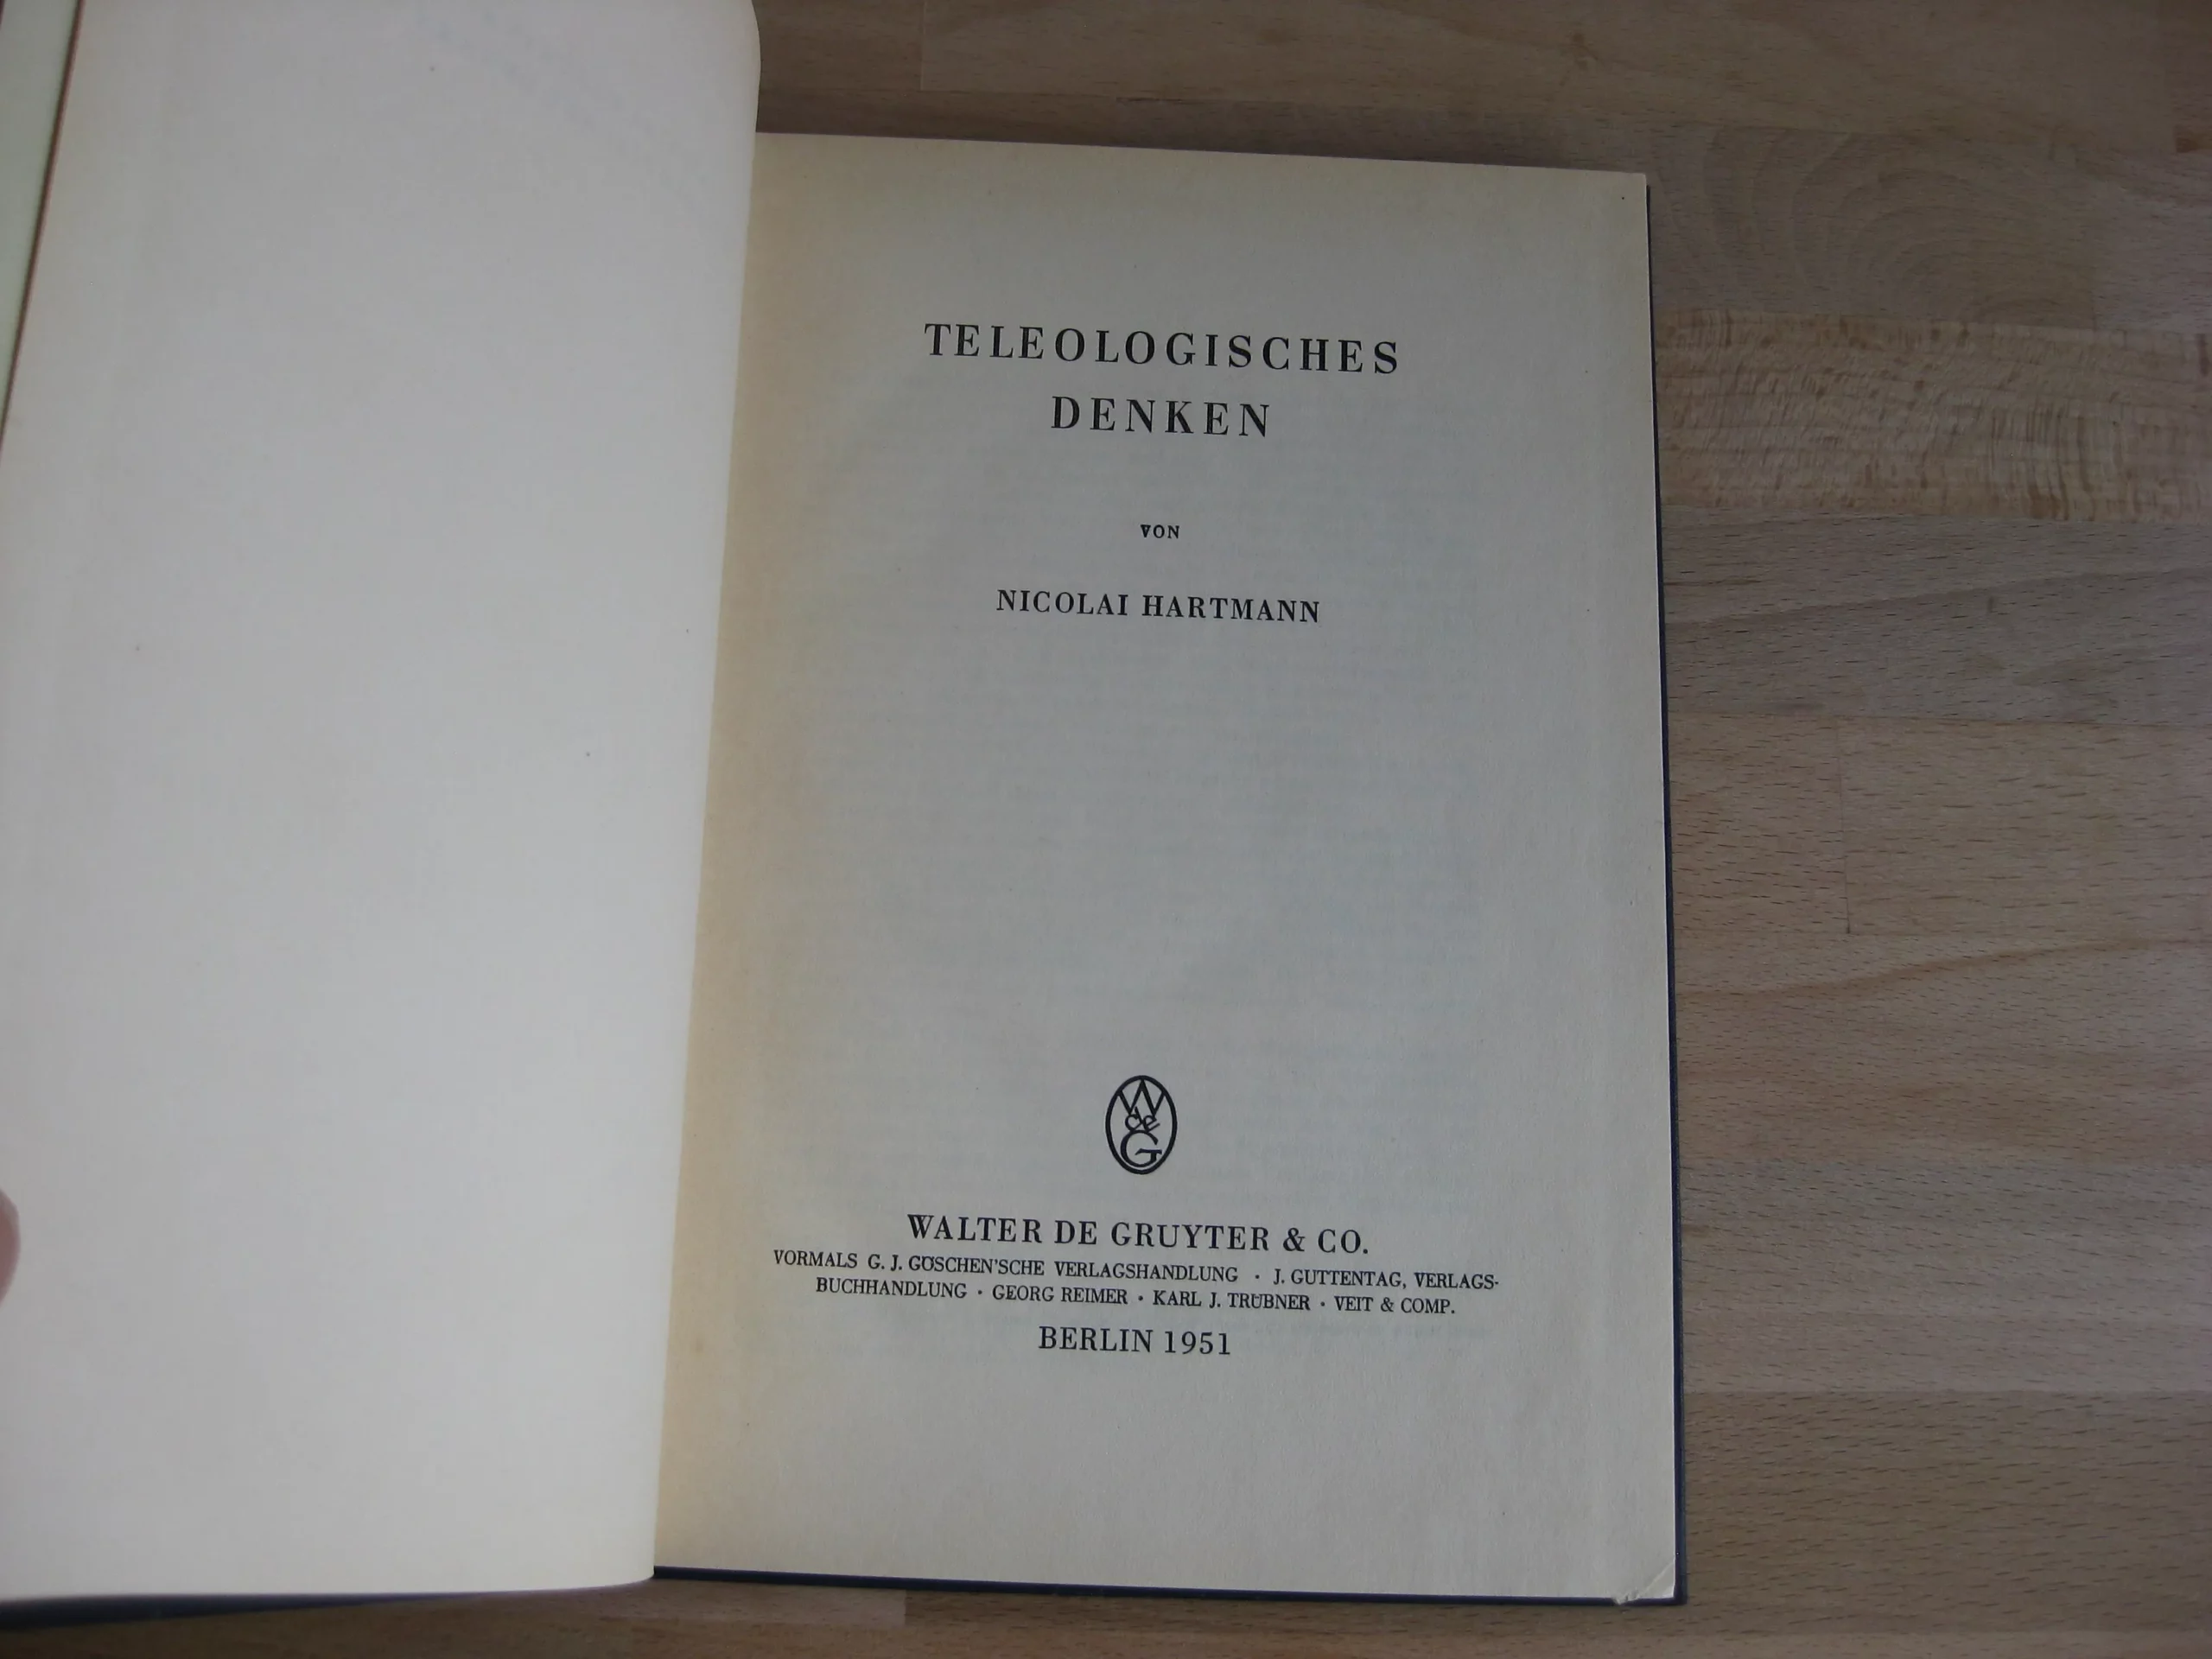 TELEOLOGISCHES
DENKEN
VON
NICOLAI HARTMANN
W
de
G
WALTER DE GRUYTER & CO.
VORMALS G. J. GÖSCHEN'SCHE VERLAGSHANDLUNG · J. GUTTENTAG, VERLAGS-
BUCHHANDLUNG · GEORG REIMER · KARL J. TRÜBNER · VEIT & COMP.
BERLIN 1951